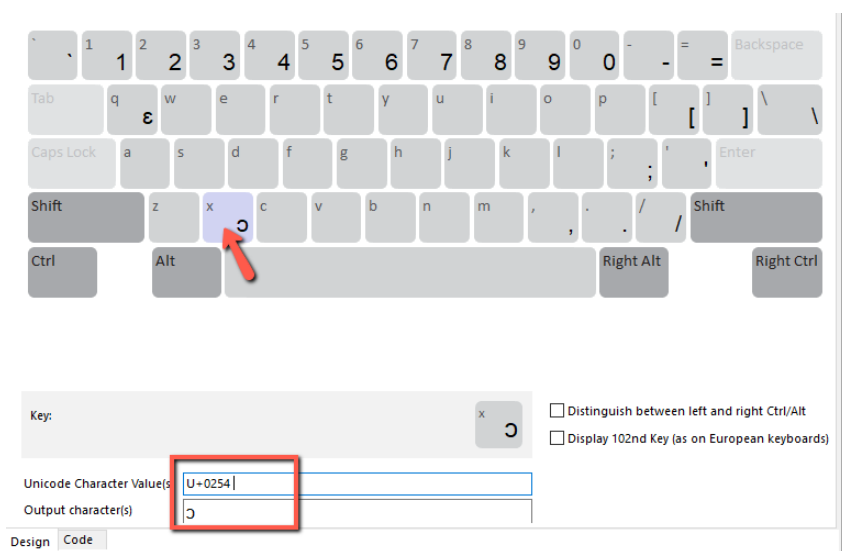 ` ` 1 1 2 2 3 3 4 4 5 5 6 6 7 7 8 8 9 9 0 0 - - = = Backspace
Tab q ɛ w e r t y u i o p [ [ ] ] \ \
Caps Lock a s d f g h j k l ; ; ' ' Enter
Shift z x ɔ c v b n m , , . . / / Shift
Ctrl Alt Right Alt Right Ctrl
Key: x ɔ
Distinguish between left and right Ctrl/Alt
Display 102nd Key (as on European keyboards)
Unicode Character Value(s U+0254
Output character(s) ɔ
Design Code